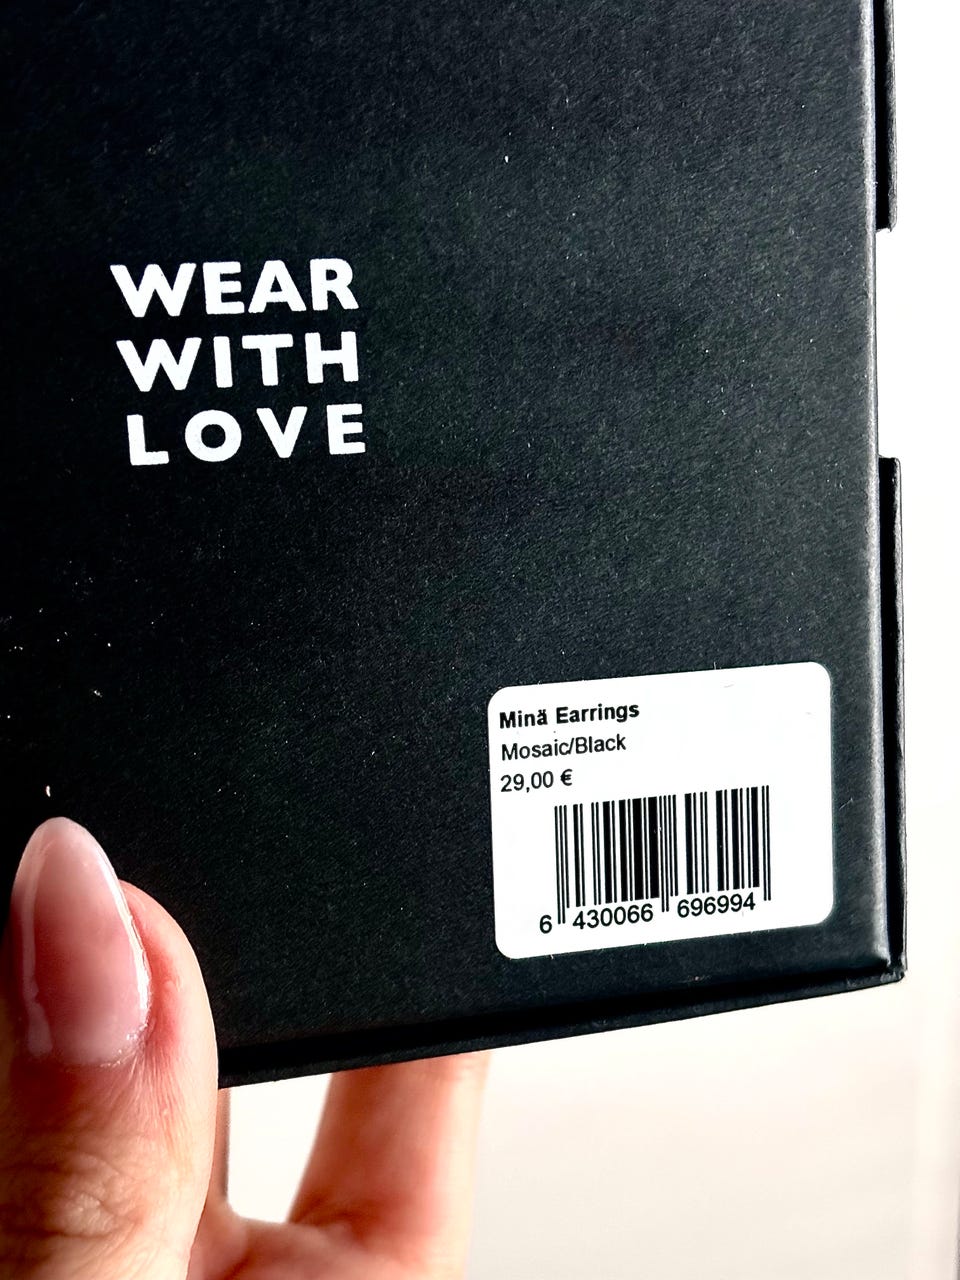 WEAR
WITH
LOVE
Minä Earrings
Mosaic/Black
29,00 €
6 430066 696994